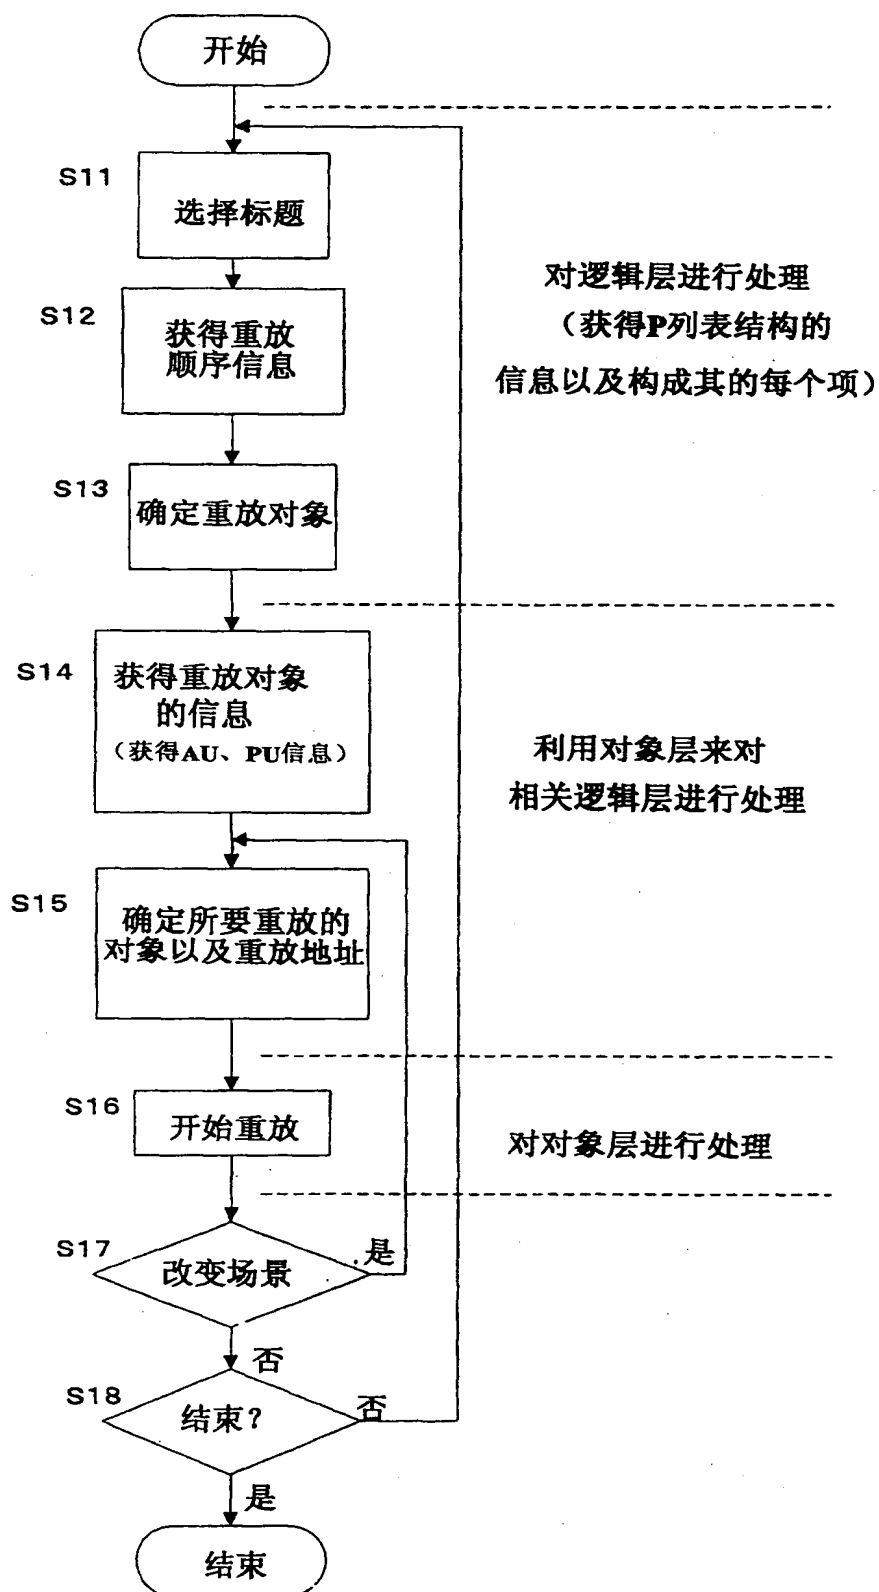 开始
S11
选择标题
S12
获得重放
顺序信息
对逻辑层进行处理
（获得P列表结构的
信息以及构成其的每个项）
S13
确定重放对象
S14
获得重放对象
的信息
（获得AU、PU信息）
利用对象层来对
相关逻辑层进行处理
S15
确定所要重放的
对象以及重放地址
S16
开始重放
对对象层进行处理
S17
改变场景
是
否
S18
结束？
否
是
结束